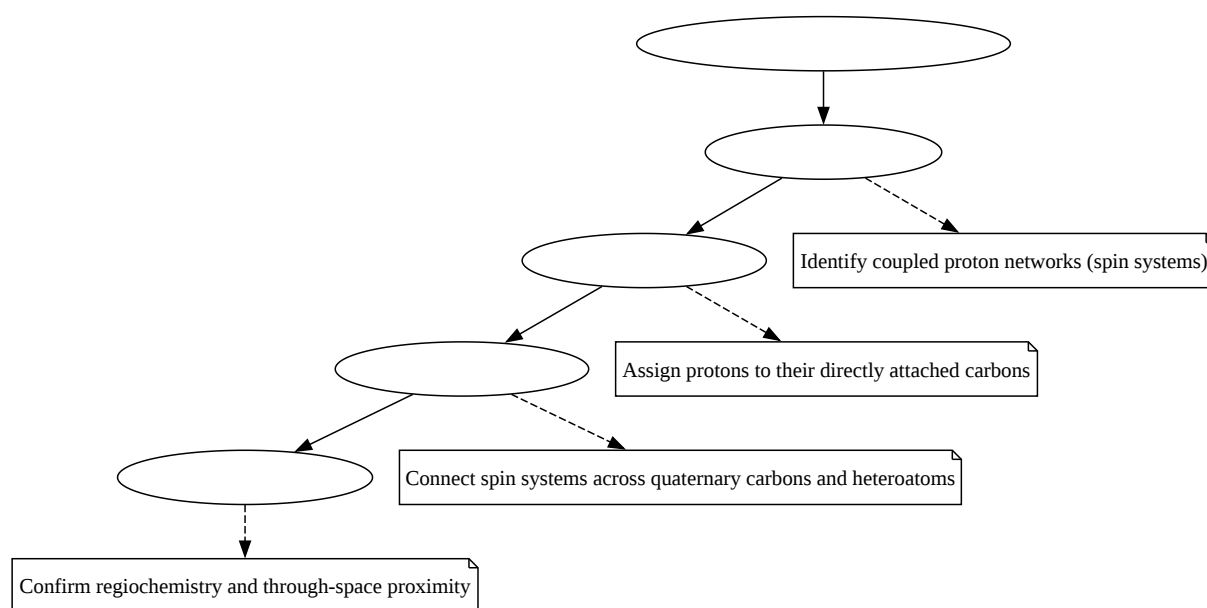 Identify coupled proton networks (spin systems)
Assign protons to their directly attached carbons
Connect spin systems across quaternary carbons and heteroatoms
Confirm regiochemistry and through-space proximity